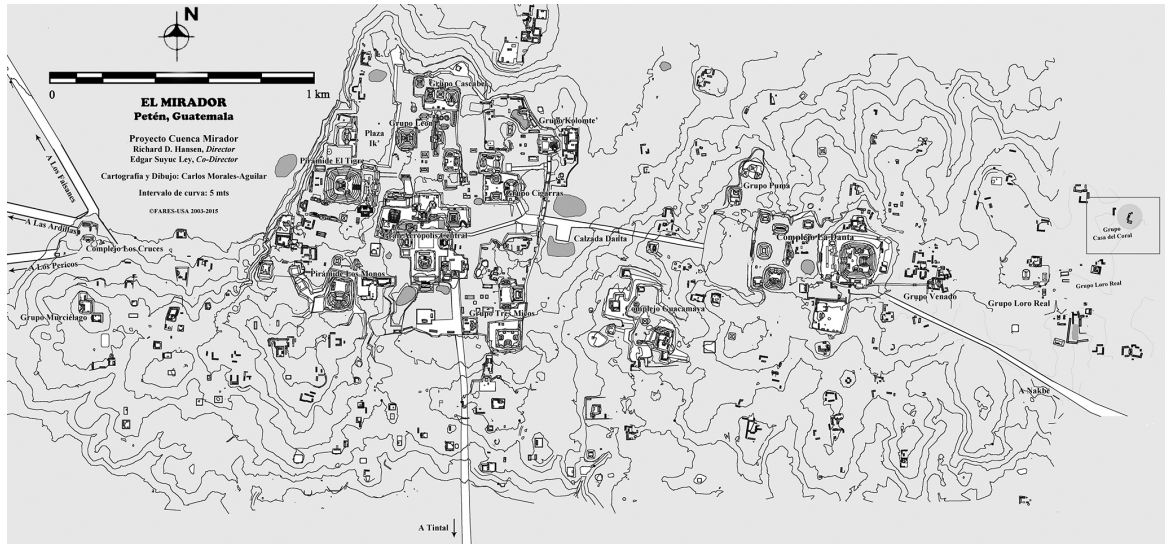 N
0
1 km
EL MIRADOR
Petén, Guatemala
Proyecto Cuenca Mirador
Richard D. Hansen, Director
Edgar Suyuc Ley, Co-Director
Cartografía y Dibujo: Carlos Morales-Aguilar
Intervalo de curva: 5 mts
©FARES-USA 2003-2015
Grupo Cascabel
Grupo Kolomte'
Grupo León
Plaza
Ik'
Pirámide El Tigre
Grupo Cigarras
Grupo Puma
A Los Faisanes
A Las Ardillas
Central
Calzada Danta
Complejo La Danta
Grupo
Casa del Coral
Complejo Los Cruces
A Los Pericos
Pirámide Los Monos
Grupo Loro Real
Grupo Venado
Grupo Loro Real
Grupo Murciélago
Grupo Tres Micos
Complejo Guacamaya
A Nakbe
A Tintal